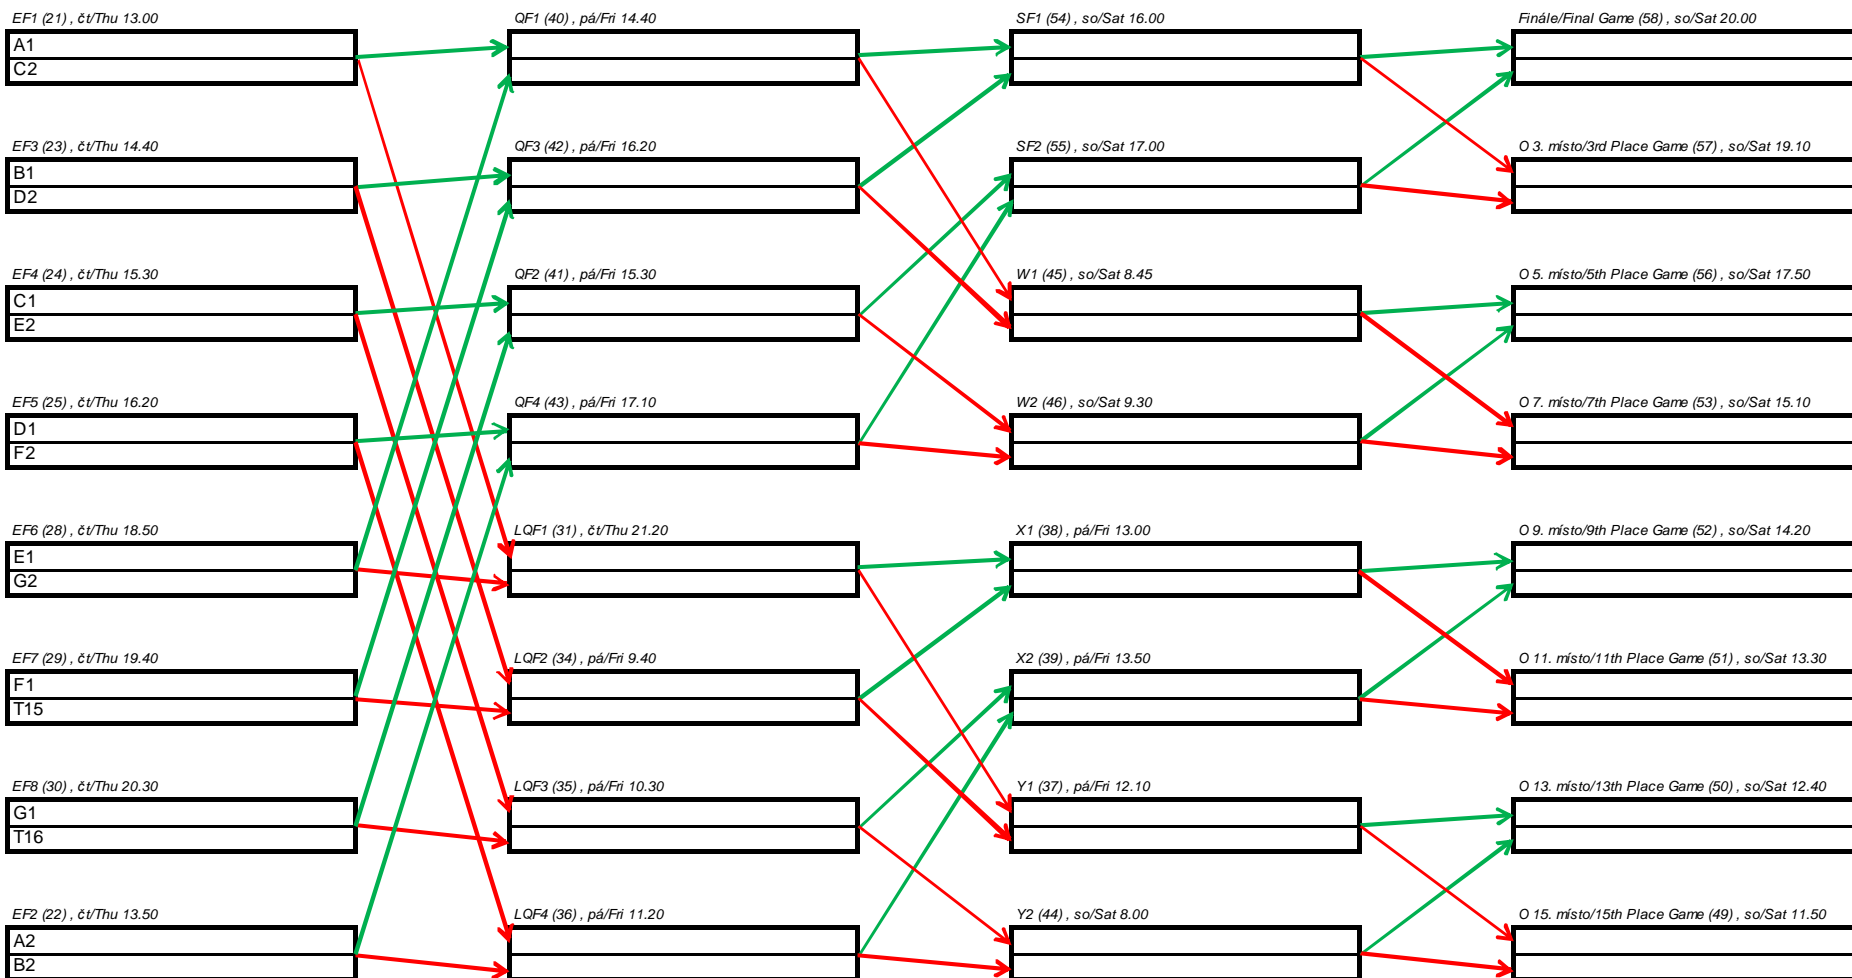 EF1 (21) , čt/Thu 13.00
A1
C2
EF3 (23) , čt/Thu 14.40
B1
D2
EF4 (24) , čt/Thu 15.30
C1
E2
EF5 (25) , čt/Thu 16.20
D1
F2
EF6 (28) , čt/Thu 18.50
E1
G2
EF7 (29) , čt/Thu 19.40
F1
T15
EF8 (30) , čt/Thu 20.30
G1
T16
EF2 (22) , čt/Thu 13.50
A2
B2
QF1 (40) , pá/Fri 14.40
QF3 (42) , pá/Fri 16.20
QF2 (41) , pá/Fri 15.30
QF4 (43) , pá/Fri 17.10
LQF1 (31) , čt/Thu 21.20
LQF2 (34) , pá/Fri 9.40
LQF3 (35) , pá/Fri 10.30
LQF4 (36) , pá/Fri 11.20
SF1 (54) , so/Sat 16.00
SF2 (55) , so/Sat 17.00
W1 (45) , so/Sat 8.45
W2 (46) , so/Sat 9.30
X1 (38) , pá/Fri 13.00
X2 (39) , pá/Fri 13.50
Y1 (37) , pá/Fri 12.10
Y2 (44) , so/Sat 8.00
Finále/Final Game (58) , so/Sat 20.00
O 3. místo/3rd Place Game (57) , so/Sat 19.10
O 5. místo/5th Place Game (56) , so/Sat 17.50
O 7. místo/7th Place Game (53) , so/Sat 15.10
O 9. místo/9th Place Game (52) , so/Sat 14.20
O 11. místo/11th Place Game (51) , so/Sat 13.30
O 13. místo/13th Place Game (50) , so/Sat 12.40
O 15. místo/15th Place Game (49) , so/Sat 11.50